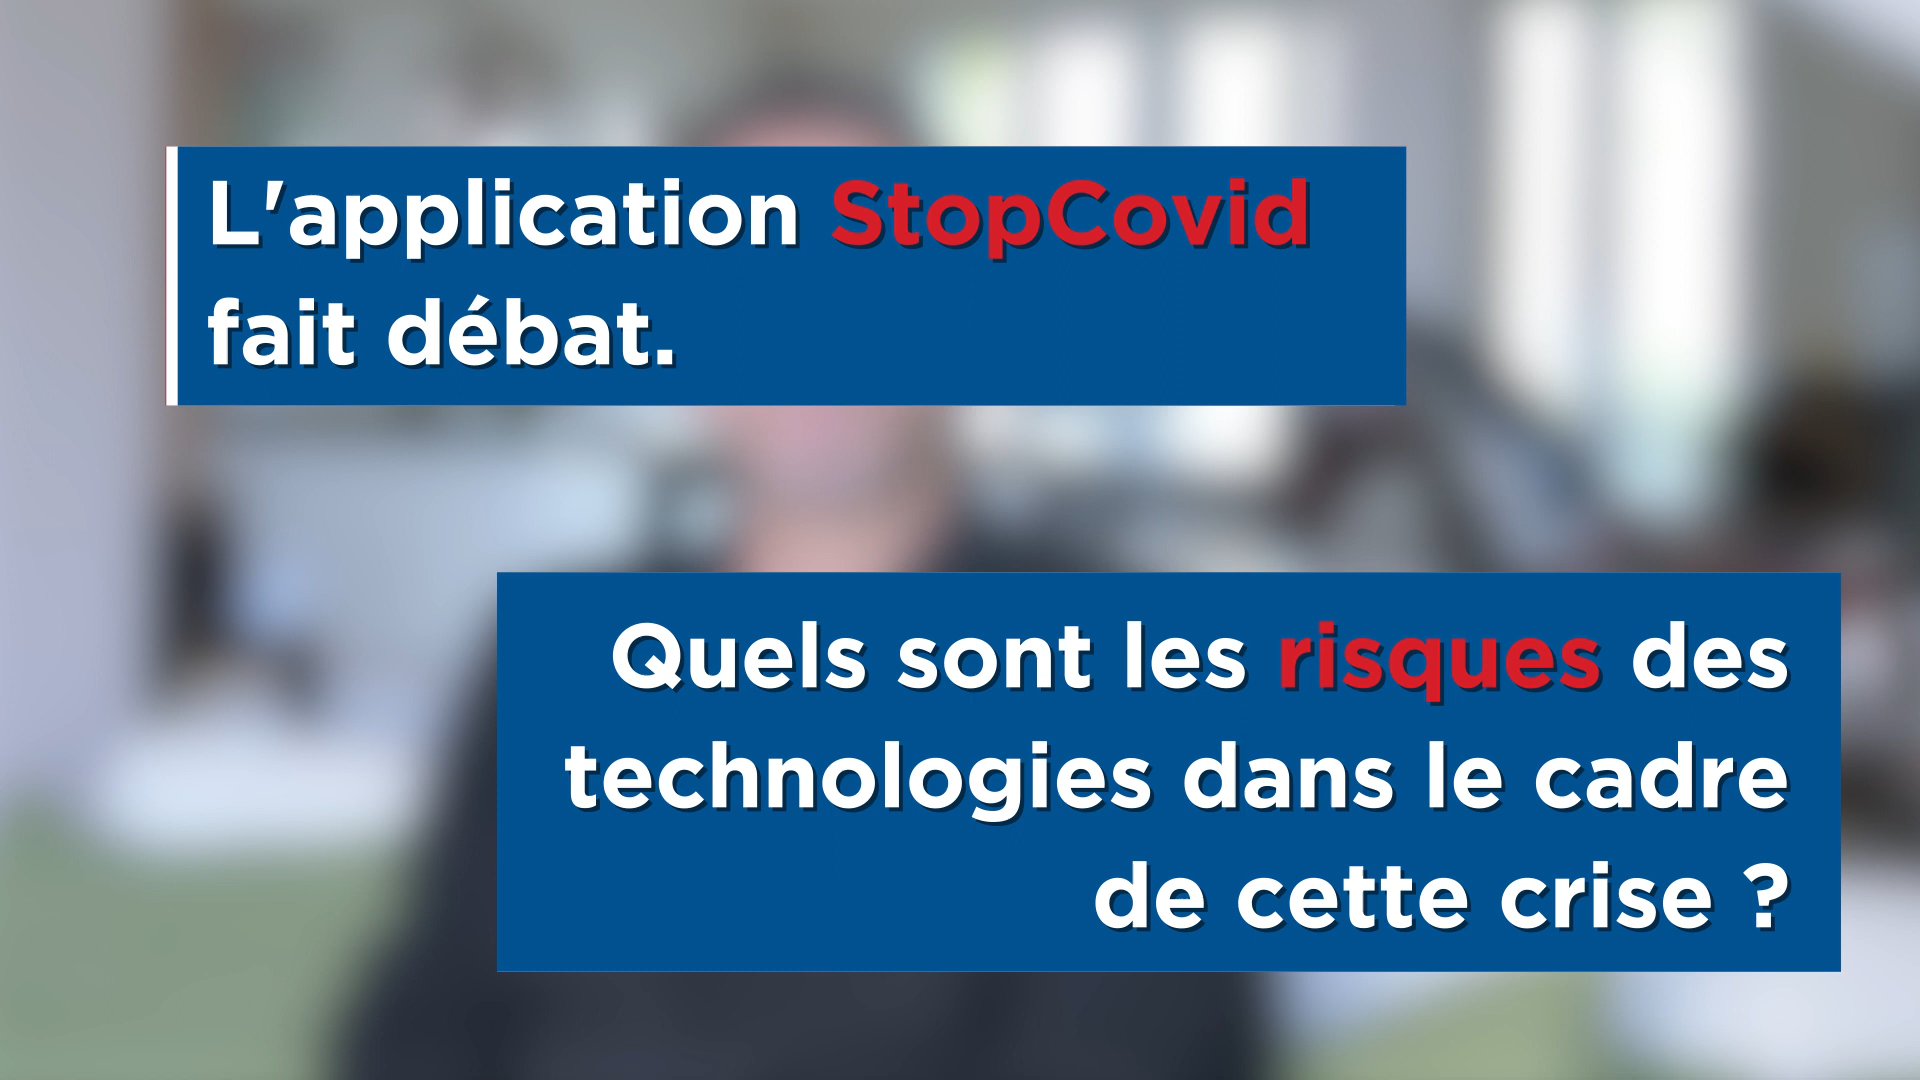 L'application StopCovid
fait débat.
Quels sont les risques des
technologies dans le cadre
de cette crise ?